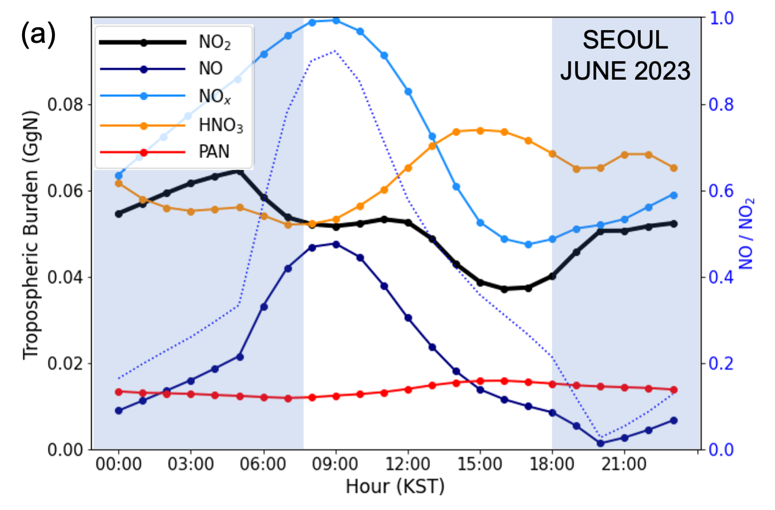 (a)
NO₂
NO
NOₓ
HNO₃
PAN
SEOUL
JUNE 2023
Tropospheric Burden (GgN)
0.08
0.06
0.04
0.02
0.00
1.0
0.8
0.6
0.4
0.2
0.0
NO / NO₂
00:00 03:00 06:00 09:00 12:00 15:00 18:00 21:00
Hour (KST)